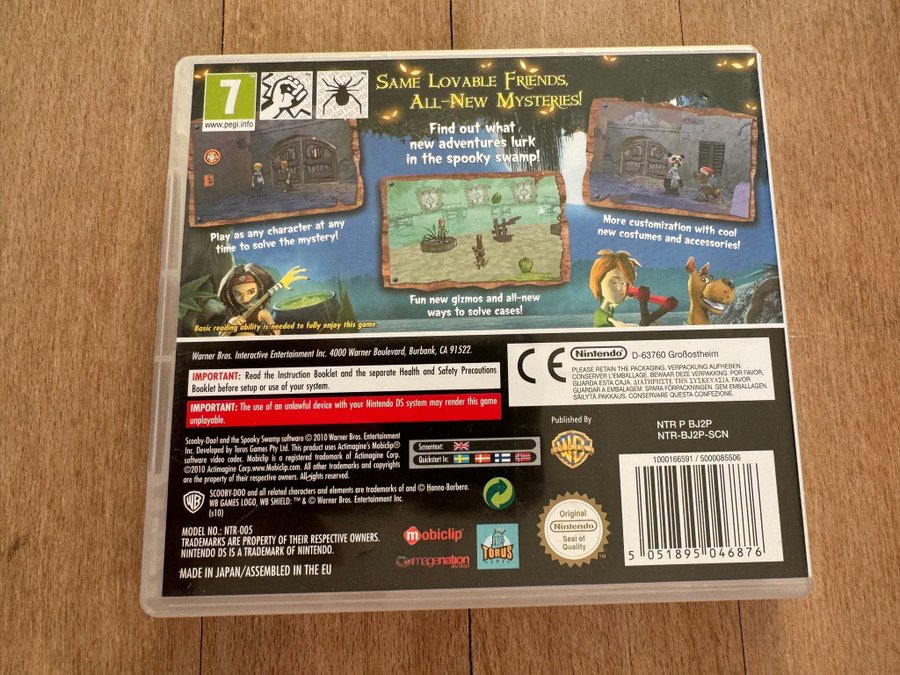 7
www.pegi.info
SAME LOVABLE FRIENDS,
ALL-NEW MYSTERIES!
Find out what
new adventures lurk
in the spooky swamp!
Play as any character at any
time to solve the mystery!
More customization with cool
new costumes and accessories!
Fun new gizmos and all-new
ways to solve cases!
Basic reading ability is needed to fully enjoy this game.
Warner Bros. Interactive Entertainment Inc. 4000 Warner Boulevard, Burbank, CA 91522.
IMPORTANT: Read the Instruction Booklet and the separate Health and Safety Precautions
Booklet before setup or use of your system.
IMPORTANT: The use of an unlawful device with your Nintendo DS system may render this game
unplayable.
CE
Nintendo
D-63760 Großostheim
PLEASE RETAIN THE PACKAGING. VERPACKUNG AUFHEBEN.
CONSERVER L'EMBALLAGE. BEWAAR DEZE VERPAKKING. POR FAVOR,
GUARDA ESTA CAJA. ΔΙΑΤΗΡΗΣΤΕ ΤΗΝ ΣΥΣΚΕΥΑΣΙΑ. FAVOR
GUARDAR A EMBALAGEM. SPARA FÖRPACKNINGEN. GEM EMBALLAGEN.
SÄILYTÄ PAKKAUS. CONSERVARE QUESTA CONFEZIONE.
Scooby-Doo! and the Spooky Swamp software © 2010 Warner Bros. Entertainment
Inc. Developed by Torus Games Pty Ltd. This product uses Actimagine's Mobiclip®
software video codec. Mobiclip is a registered trademark of Actimagine Corp.
©2010 Actimagine Corp.www.Mobiclip.com. All other trademarks and copyrights
are the property of their respective owners. All rights reserved.
Screentext:
Quickstart in:
Published By
WB
NTR P BJ2P
NTR-BJ2P-SCN
1000166591 / 5000085506
WB
SCOOBY-DOO and all related characters and elements are trademarks of and © Hanna-Barbera.
WB GAMES LOGO, WB SHIELD: ™ & © Warner Bros. Entertainment Inc.
(s10)
MODEL NO.: NTR-005
TRADEMARKS ARE PROPERTY OF THEIR RESPECTIVE OWNERS.
NINTENDO DS IS A TRADEMARK OF NINTENDO.
MADE IN JAPAN/ASSEMBLED IN THE EU
mobiclip
imagenation
TORUS
GAMES
Original
Nintendo
Seal of
Quality
TM
5 051895 046876